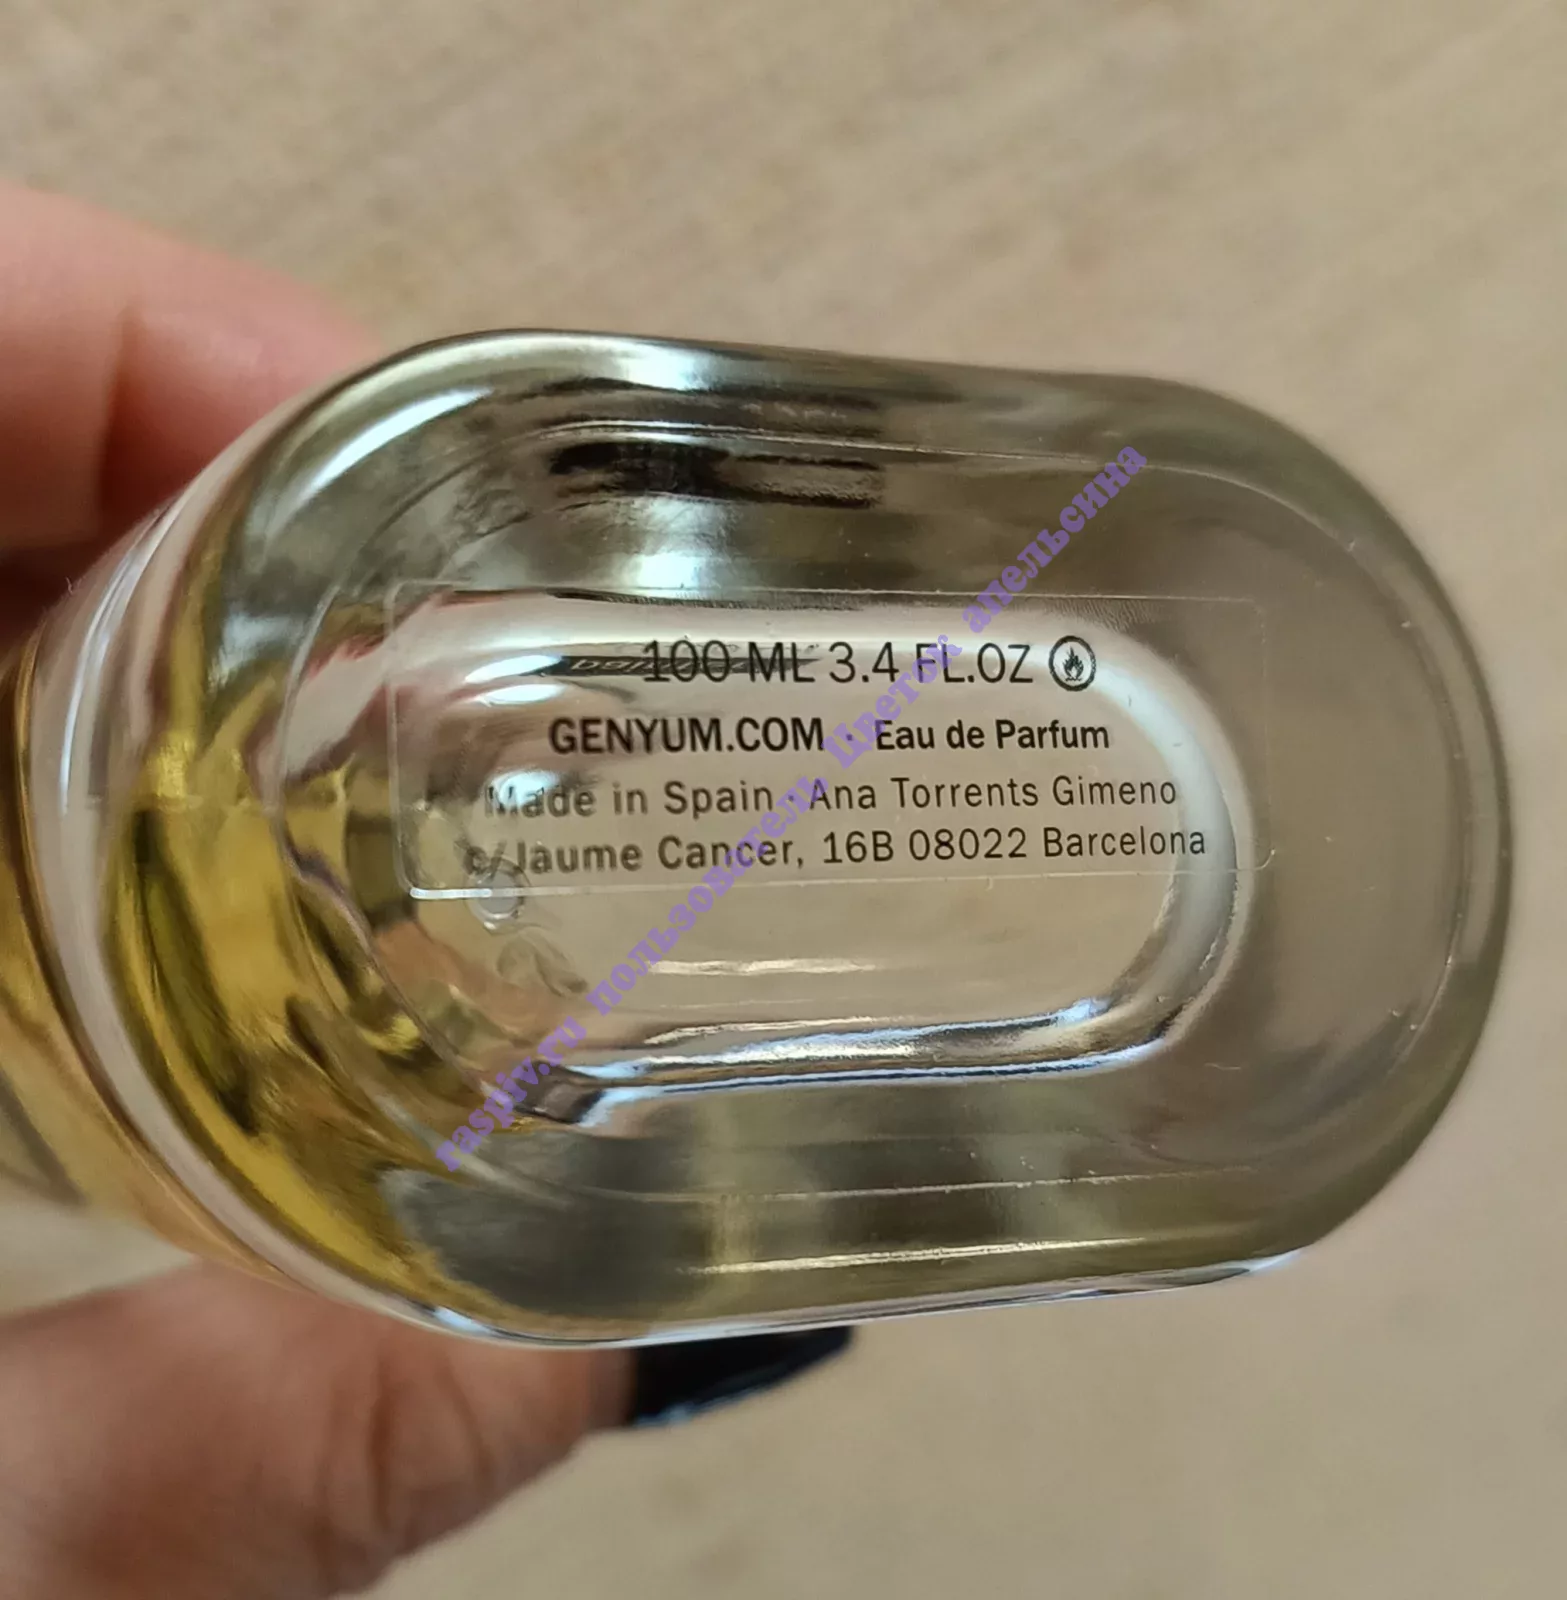 100 ML 3.4 FL.OZ
GENYUM.COM · Eau de Parfum
Made in Spain · Ana Torrents Gimeno
c/ Jaume Cancer, 16B 08022 Barcelona
raspiv.ru пользователь Цветок апельсина